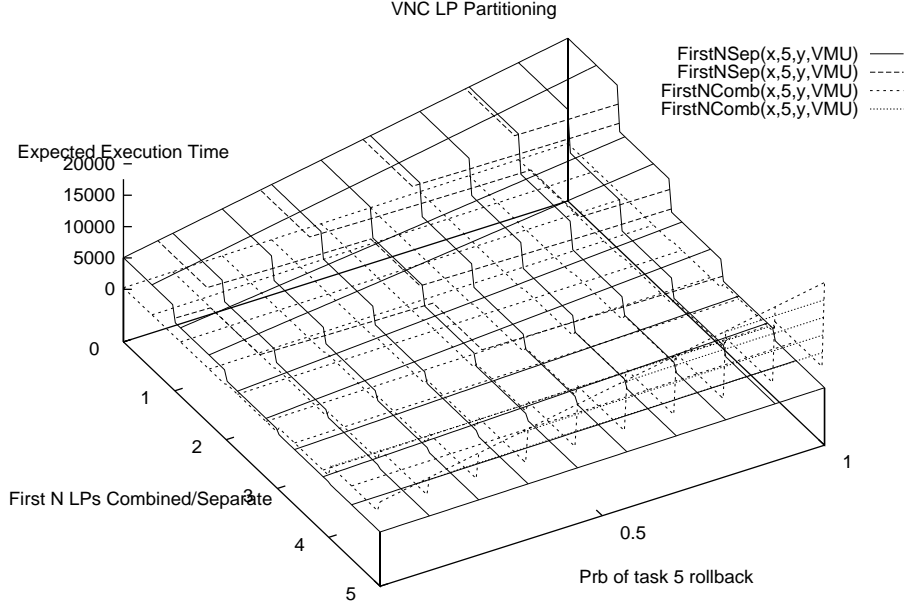 VNC LP Partitioning
FirstNSep(x,5,y,VMU)
FirstNSep(x,5,y,VMU)
FirstNComb(x,5,y,VMU)
FirstNComb(x,5,y,VMU)
Expected Execution Time
20000
15000
10000
5000
0
0
1
2
3
4
5
First N LPs Combined/Separate
0.5
1
Prb of task 5 rollback